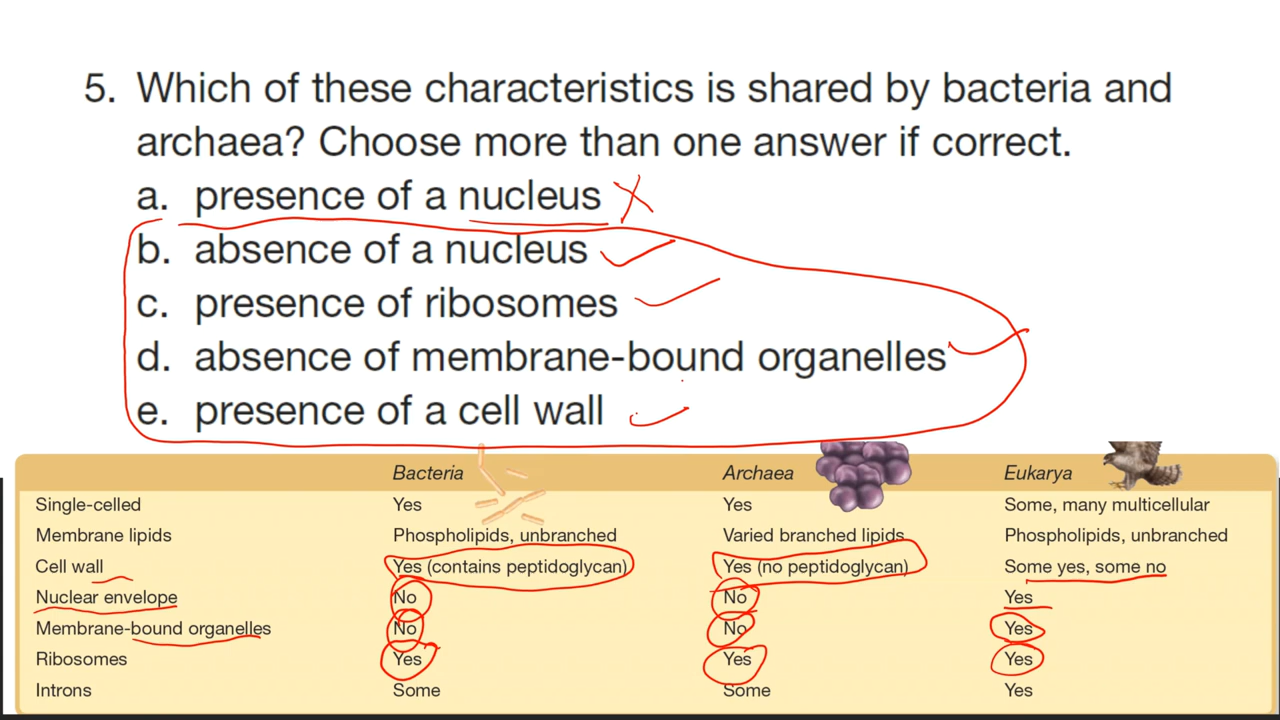 5. Which of these characteristics is shared by bacteria and
archaea? Choose more than one answer if correct.
a. presence of a nucleus
b. absence of a nucleus
c. presence of ribosomes
d. absence of membrane-bound organelles
e. presence of a cell wall
Bacteria Archaea Eukarya
Single-celled Yes Yes Some, many multicellular
Membrane lipids Phospholipids, unbranched Varied branched lipids Phospholipids, unbranched
Cell wall Yes (contains peptidoglycan) Yes (no peptidoglycan) Some yes, some no
Nuclear envelope No No Yes
Membrane-bound organelles No No Yes
Ribosomes Yes Yes Yes
Introns Some Some Yes